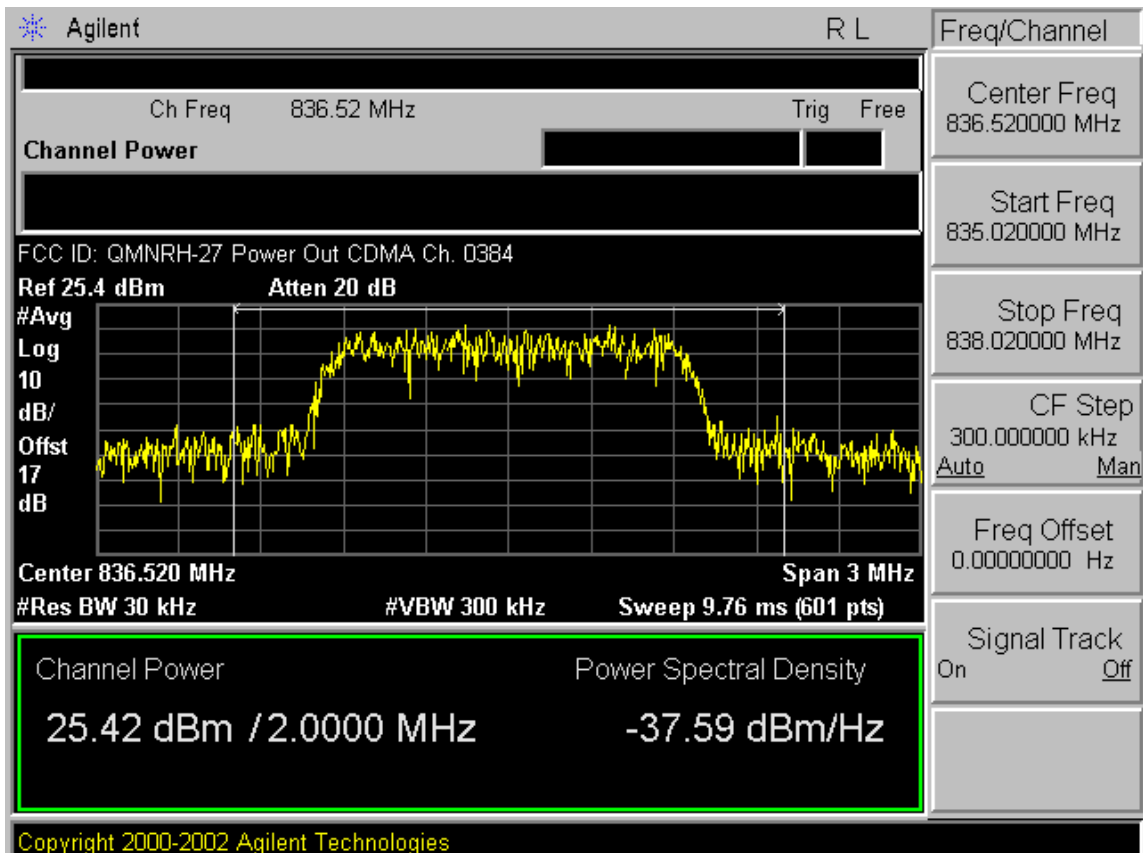 Agilent R L
Ch Freq 836.52 MHz Trig Free
Channel Power
FCC ID: QMNRH-27 Power Out CDMA Ch. 0384
Ref 25.4 dBm Atten 20 dB
#Avg
Log
10
dB/
Offst
17
dB
Center 836.520 MHz Span 3 MHz
#Res BW 30 kHz #VBW 300 kHz Sweep 9.76 ms (601 pts)
Channel Power Power Spectral Density
25.42 dBm / 2.0000 MHz -37.59 dBm/Hz
Copyright 2000-2002 Agilent Technologies
Freq/Channel
Center Freq
836.520000 MHz
Start Freq
835.020000 MHz
Stop Freq
838.020000 MHz
CF Step
300.000000 kHz
Auto Man
Freq Offset
0.00000000 Hz
Signal Track
On Off